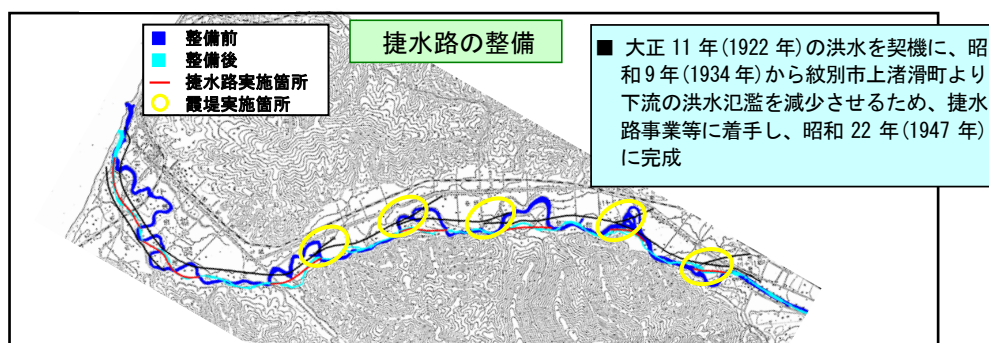 整備前
整備後
捷水路実施箇所
霞堤実施箇所
捷水路の整備
■ 大正 11 年(1922 年)の洪水を契機に、昭
和 9 年(1934 年)から紋別市上渚滑町より
下流の洪水氾濫を減少させるため、捷水
路事業等に着手し、昭和 22 年(1947 年)
に完成